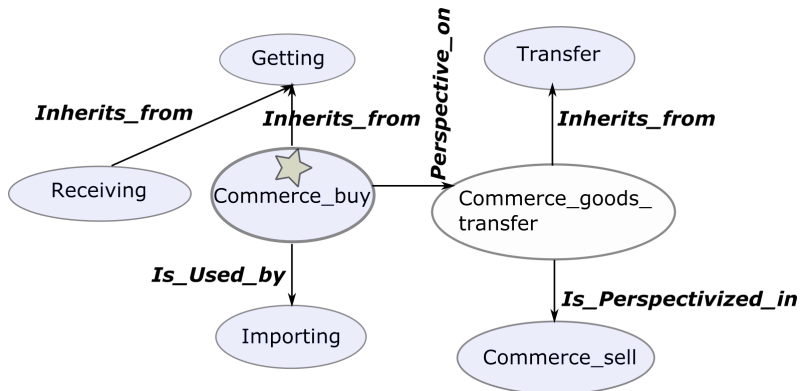 Getting
Transfer
Perspective_on
Inherits_from
Inherits_from
Inherits_from
Receiving
Commerce_buy
Commerce_goods_
transfer
Is_Used_by
Is_Perspectivized_in
Importing
Commerce_sell